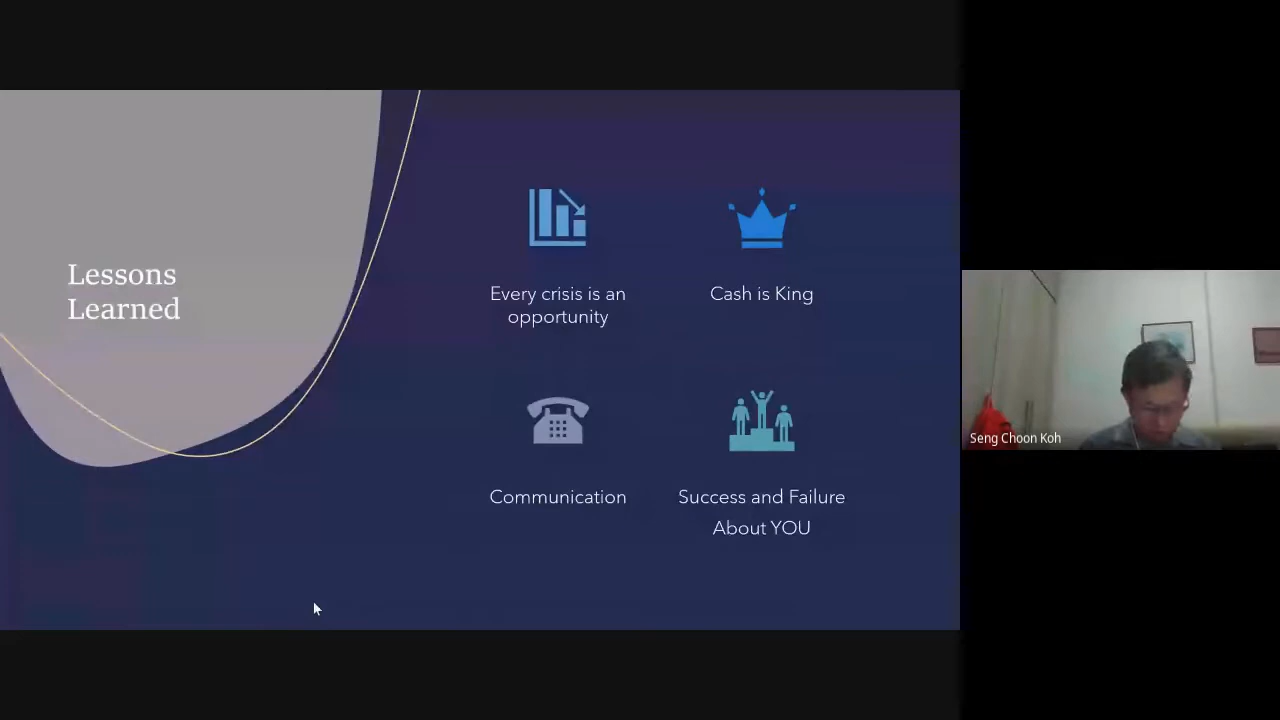 Lessons
Learned
Every crisis is an
opportunity
Cash is King
Communication
Success and Failure
About YOU
Seng Choon Koh